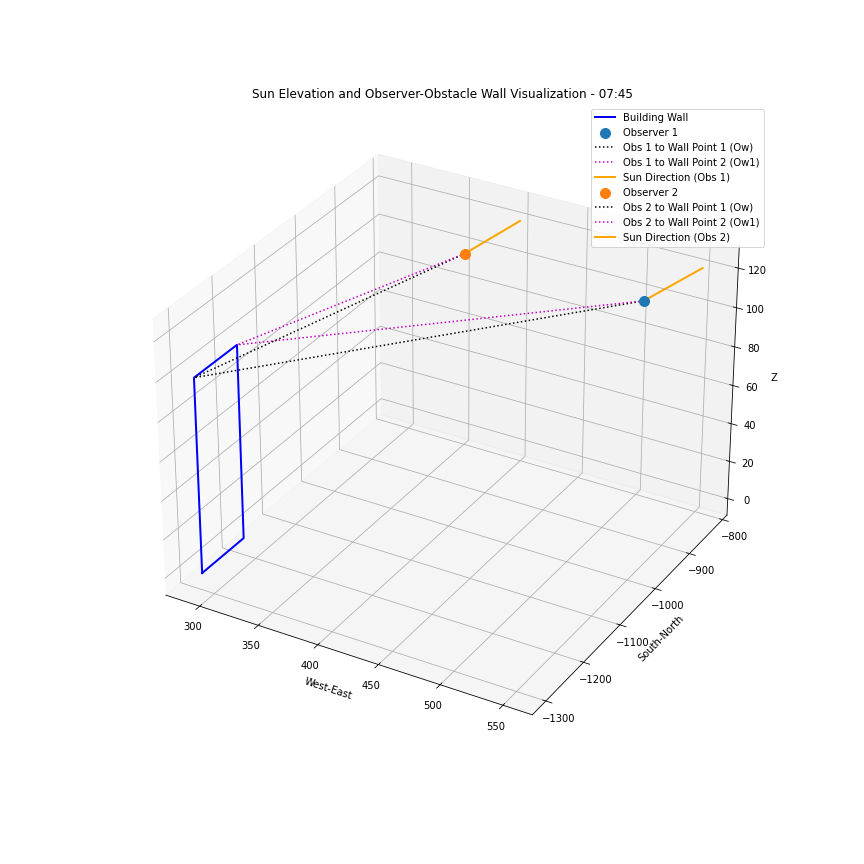 Sun Elevation and Observer-Obstacle Wall Visualization - 07:45
Building Wall
Observer 1
Obs 1 to Wall Point 1 (Ow)
Obs 1 to Wall Point 2 (Ow1)
Sun Direction (Obs 1)
Observer 2
Obs 2 to Wall Point 1 (Ow)
Obs 2 to Wall Point 2 (Ow1)
Sun Direction (Obs 2)
120
100
80
60
40
20
0
Z
−800
−900
−1000
−1100
−1200
−1300
South-North
300
350
400
450
500
550
West-East